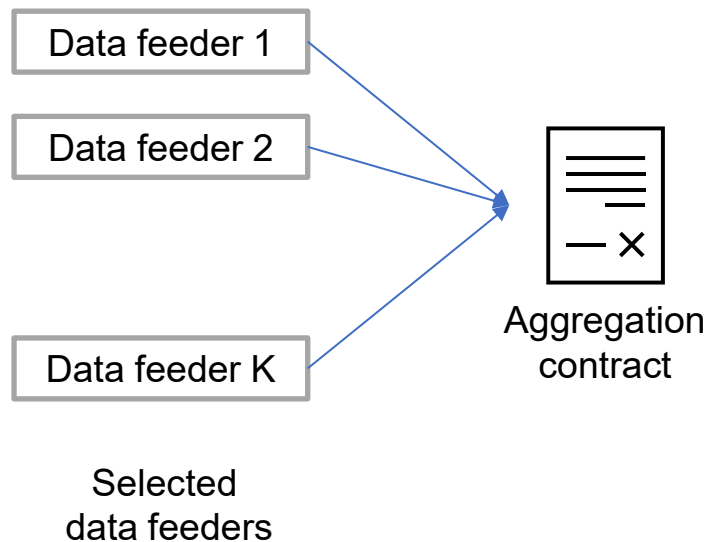 Data feeder 1
Data feeder 2
Data feeder K
Aggregation
contract
Selected
data feeders